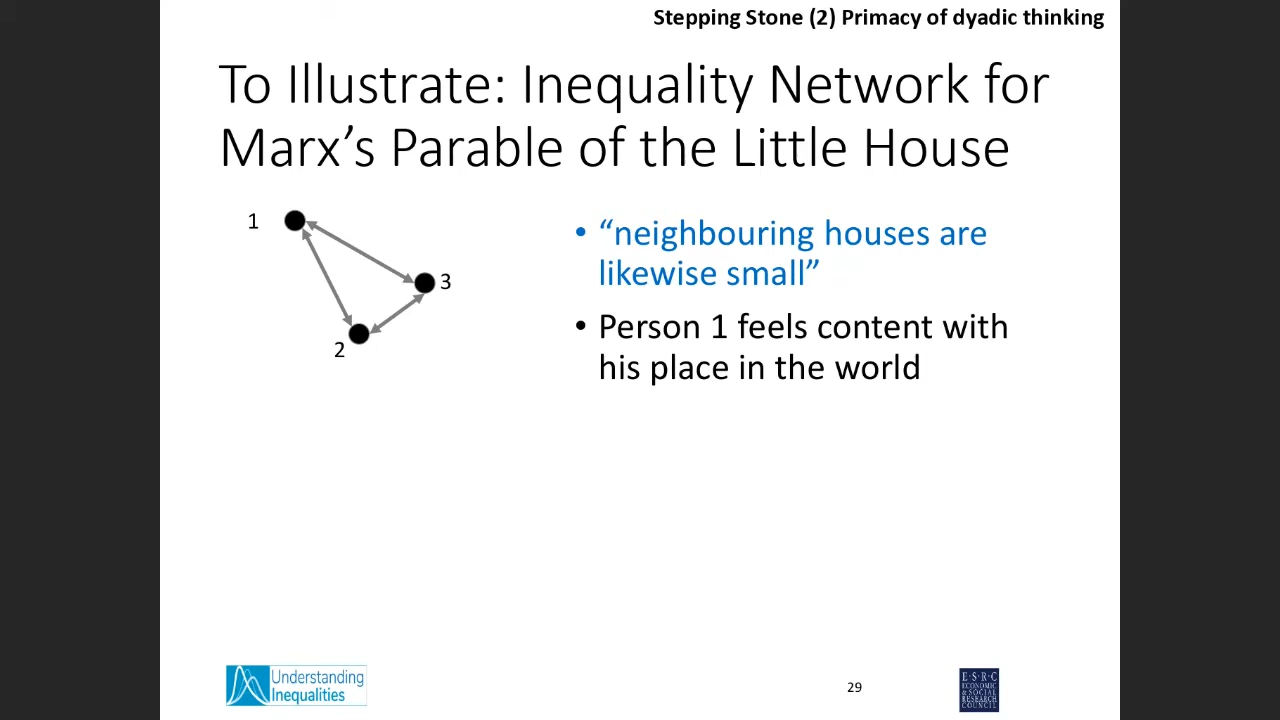 Stepping Stone (2) Primacy of dyadic thinking
To Illustrate: Inequality Network for
Marx’s Parable of the Little House
1
3
2
• “neighbouring houses are
likewise small”
• Person 1 feels content with
his place in the world
Understanding
Inequalities
29
E·S·R·C
ECONOMIC
& SOCIAL
RESEARCH
COUNCIL